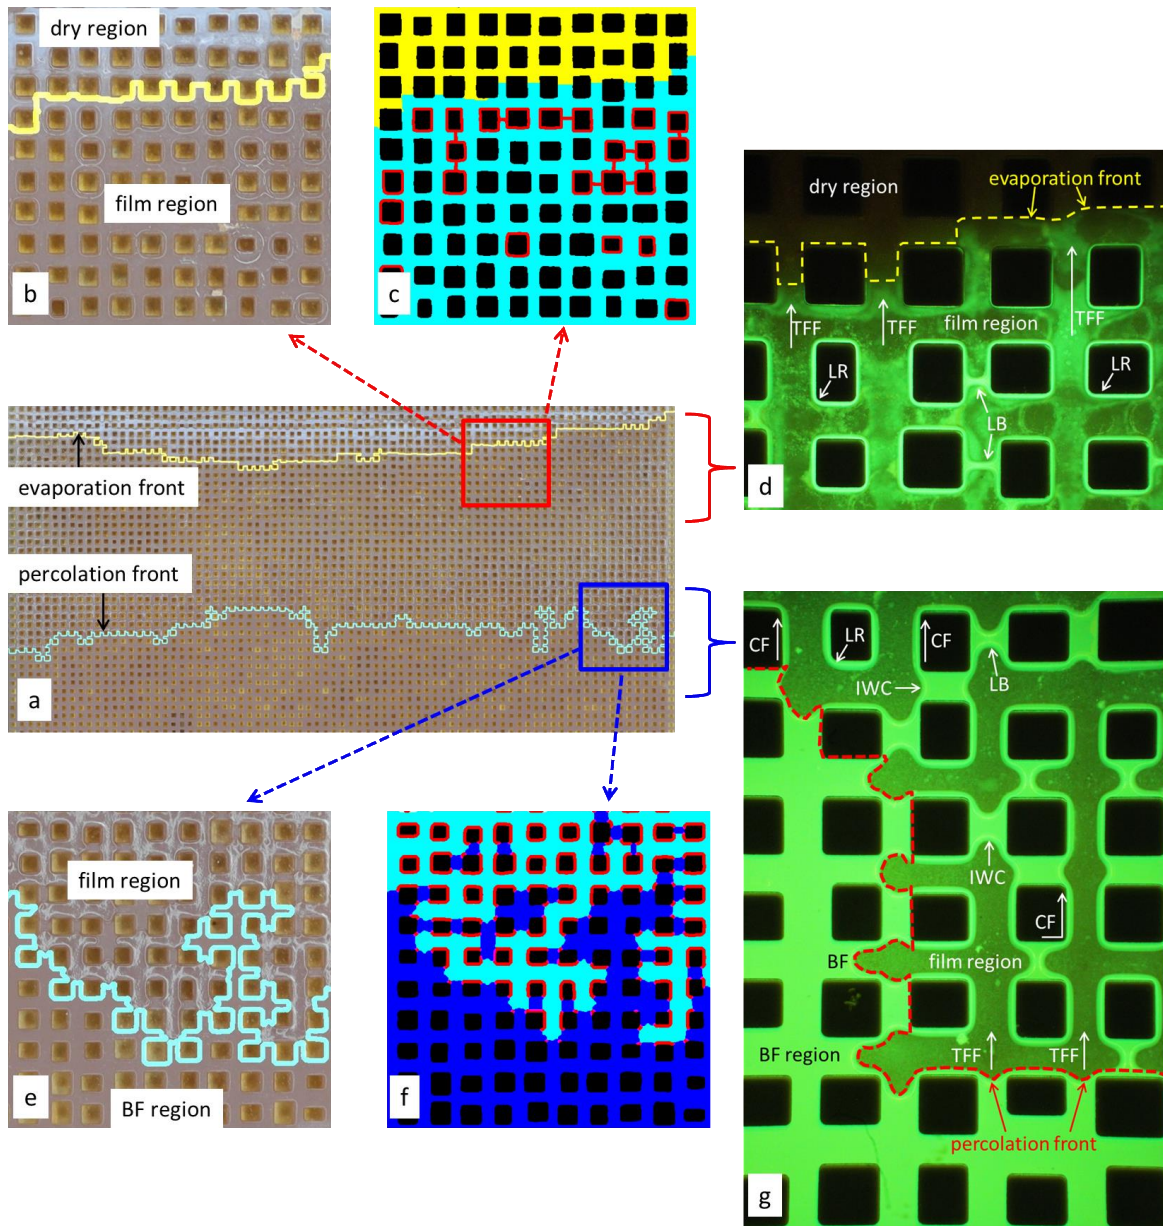 dry region
film region
b
c
dry region
evaporation front
TFF
TFF
film region
TFF
LR
LR
LB
d
evaporation front
percolation front
a
CF
LR
CF
LB
IWC
IWC
CF
BF
film region
BF region
TFF
TFF
percolation front
g
film region
e
BF region
f